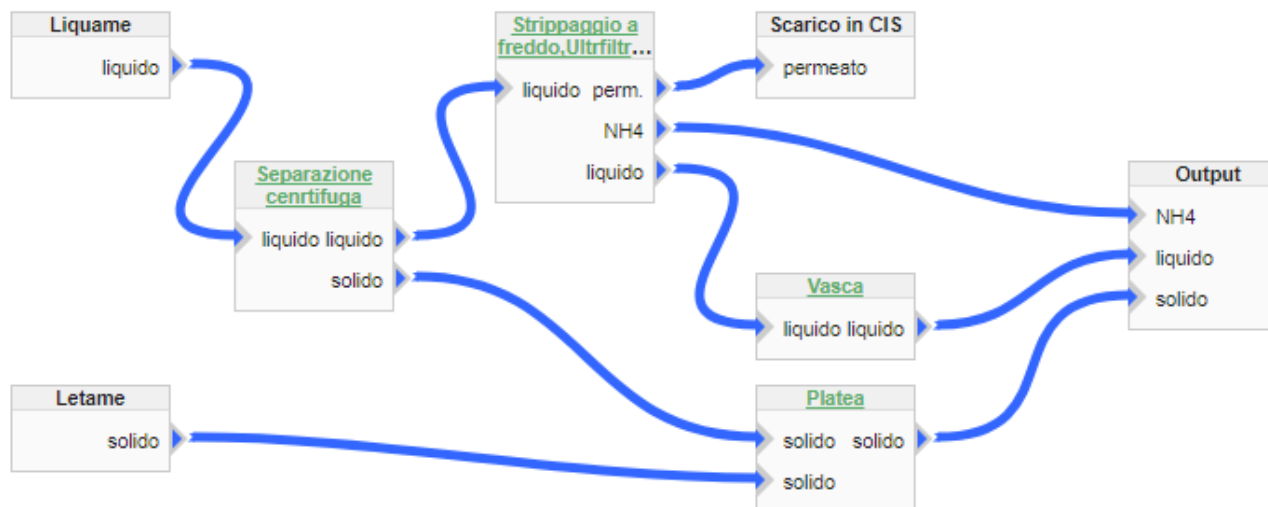 Liquame
liquido
Strippaggio a
freddo,Ultrfiltr...
liquido perm.
NH4
liquido
Scarico in CIS
permeato
Separazione
cenrtifuga
liquido liquido
solido
Output
NH4
liquido
solido
Vasca
liquido liquido
Letame
solido
Platea
solido solido
solido